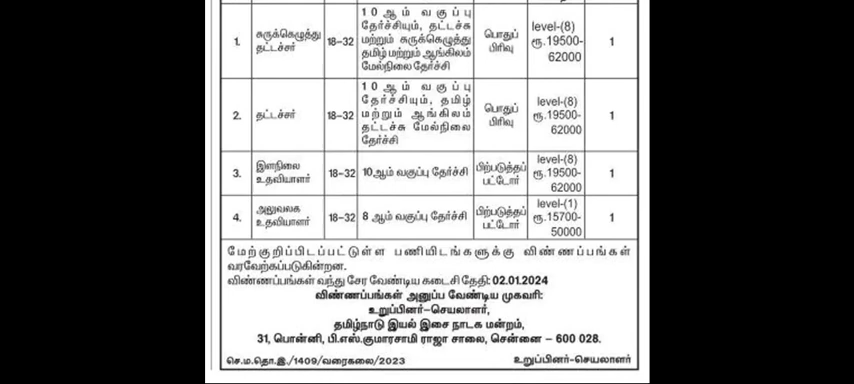 1.
சுருக்கெழுத்து
தட்டச்சர்
18-32
10 ஆம் வகுப்பு
தேர்ச்சியும், தட்டச்சு
மற்றும் சுருக்கெழுத்து
தமிழ் மற்றும் ஆங்கிலம்
மேல்நிலை தேர்ச்சி
பொதுப்
பிரிவு
level-(8)
ரூ.19500-
62000
1
2.
தட்டச்சர்
18-32
10 ஆம் வகுப்பு
தேர்ச்சியும், தமிழ்
மற்றும் ஆங்கிலம்
தட்டச்சு மேல்நிலை
தேர்ச்சி
பொதுப்
பிரிவு
level-(8)
ரூ.19500-
62000
1
3.
இளநிலை
உதவியாளர்
18-32
10ஆம் வகுப்பு தேர்ச்சி
பிற்படுத்தப்
பட்டோர்
level-(8)
ரூ.19500-
62000
1
4.
அலுவலக
உதவியாளர்
18-32
8 ஆம் வகுப்பு தேர்ச்சி
பிற்படுத்தப்
பட்டோர்
level-(1)
ரூ.15700-
50000
1
மேற்குறிப்பிடப்பட்டுள்ள பணியிடங்களுக்கு விண்ணப்பங்கள்
வரவேற்கப்படுகின்றன.
விண்ணப்பங்கள் வந்து சேர வேண்டிய கடைசி தேதி: 02.01.2024
விண்ணப்பங்கள் அனுப்ப வேண்டிய முகவரி:
உறுப்பினர்-செயலாளர்,
தமிழ்நாடு இயல் இசை நாடக மன்றம்,
31, பொன்னி, பி.எஸ்.குமாரசாமி ராஜா சாலை, சென்னை - 600 028.
செ.ம.தொ.இ./1409/வரைகலை/2023
உறுப்பினர்-செயலாளர்